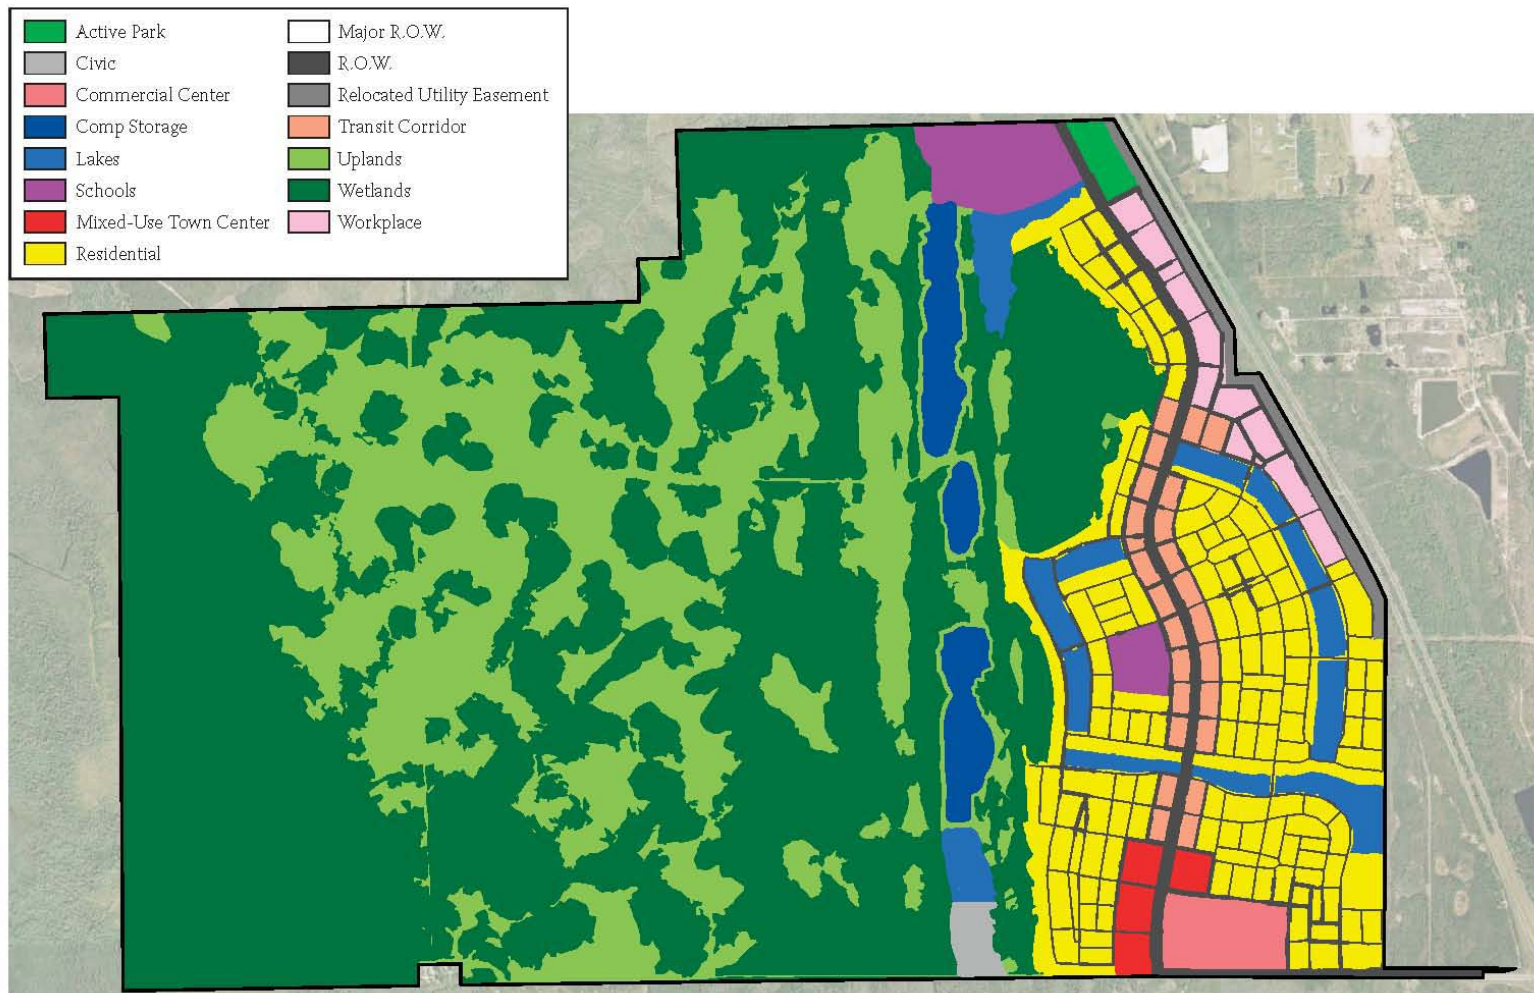 Active Park
Civic
Commercial Center
Comp Storage
Lakes
Schools
Mixed-Use Town Center
Residential
Major R.O.W.
R.O.W.
Relocated Utility Easement
Transit Corridor
Uplands
Wetlands
Workplace